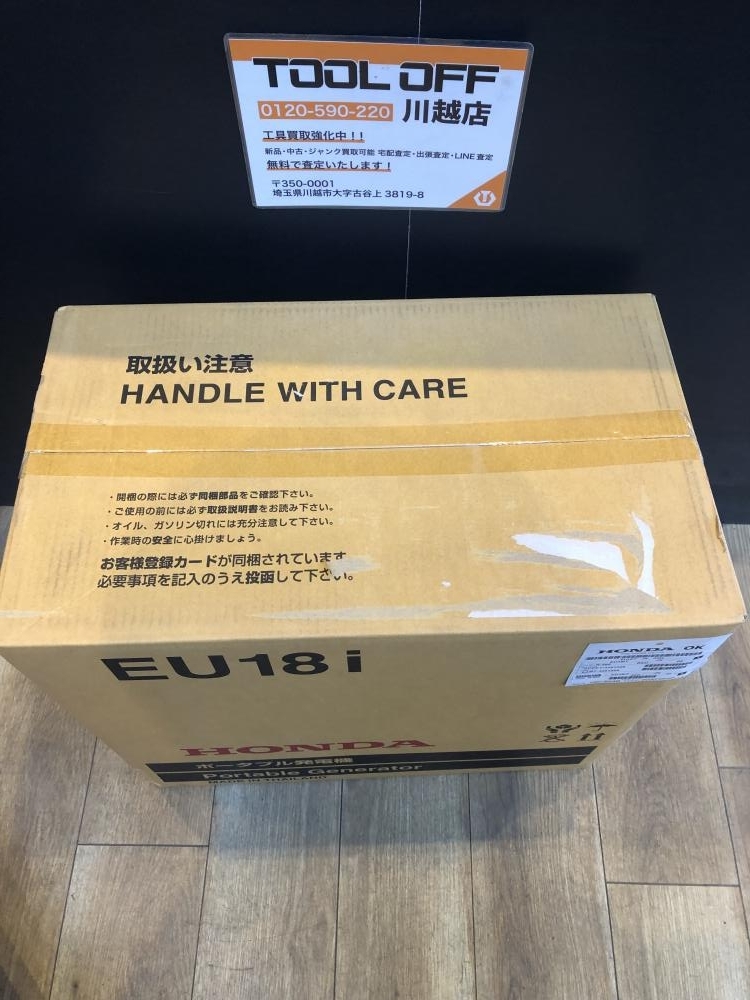 TOOL OFF
0120-590-220 川越店
工具買取強化中！！
新品・中古・ジャンク買取可能 宅配査定・出張査定・LINE査定
無料で査定いたします！
〒350-0001
埼玉県川越市大字古谷上 3819-8
取扱い注意
HANDLE WITH CARE
・開梱の際には必ず同梱部品をご確認下さい。
・ご使用の前には必ず取扱説明書をお読み下さい。
・オイル、ガソリン切れには充分注意して下さい。
・作業時の安全に心掛けましょう。
お客様登録カードが同梱されています。
必要事項を記入のうえ投函して下さい。
EU18i
HONDA OK
HONDA
ポータブル発電機
Portable Generator
MADE IN THAILAND